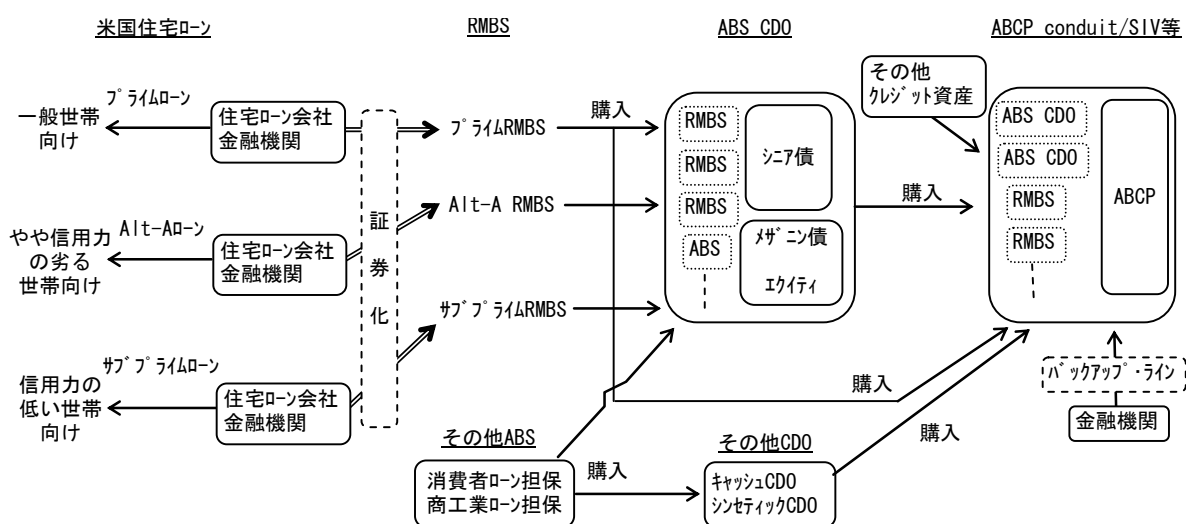 米国住宅ﾛｰﾝ
RMBS
ABS CDO
ABCP conduit/SIV等
ﾌﾟﾗｲﾑﾛｰﾝ
一般世帯
向け
住宅ﾛｰﾝ会社
金融機関
Alt-Aﾛｰﾝ
やや信用力
の劣る
世帯向け
住宅ﾛｰﾝ会社
金融機関
ｻﾌﾞﾌﾟﾗｲﾑﾛｰﾝ
信用力の
低い世帯
向け
住宅ﾛｰﾝ会社
金融機関
証
券
化
ﾌﾟﾗｲﾑRMBS
Alt-A RMBS
ｻﾌﾞﾌﾟﾗｲﾑRMBS
購入
RMBS
RMBS
RMBS
ABS
ｼﾆｱ債
ﾒｻﾞﾆﾝ債
ｴｸｲﾃｨ
購入
その他
ｸﾚｼﾞｯﾄ資産
ABS CDO
ABS CDO
RMBS
RMBS
ABCP
購入
ﾊﾞｯｸｱｯﾌﾟ・ﾗｲﾝ
金融機関
その他ABS
消費者ﾛｰﾝ担保
商工業ﾛｰﾝ担保
購入
その他CDO
ｷｬｯｼｭCDO
ｼﾝｾﾃｨｯｸCDO
購入